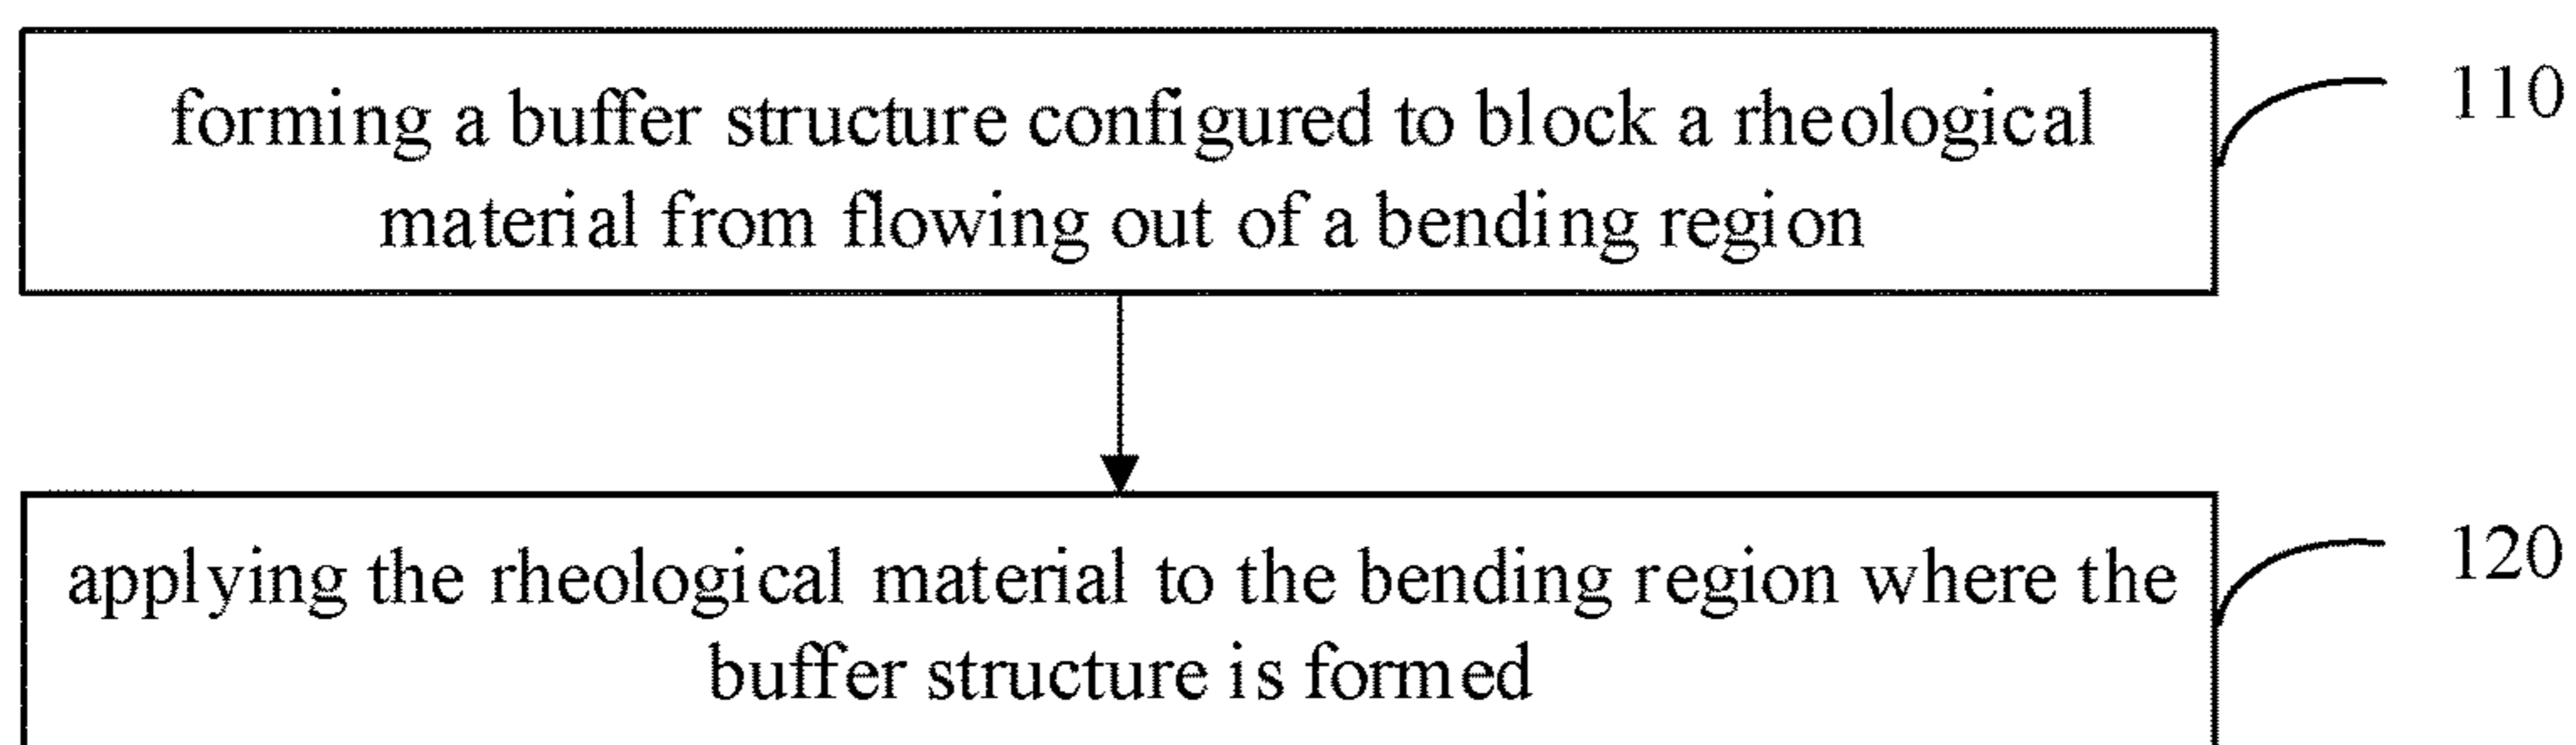 forming a buffer structure configured to block a rheological
material from flowing out of a bending region
110
applying the rheological material to the bending region where the
buffer structure is formed
120